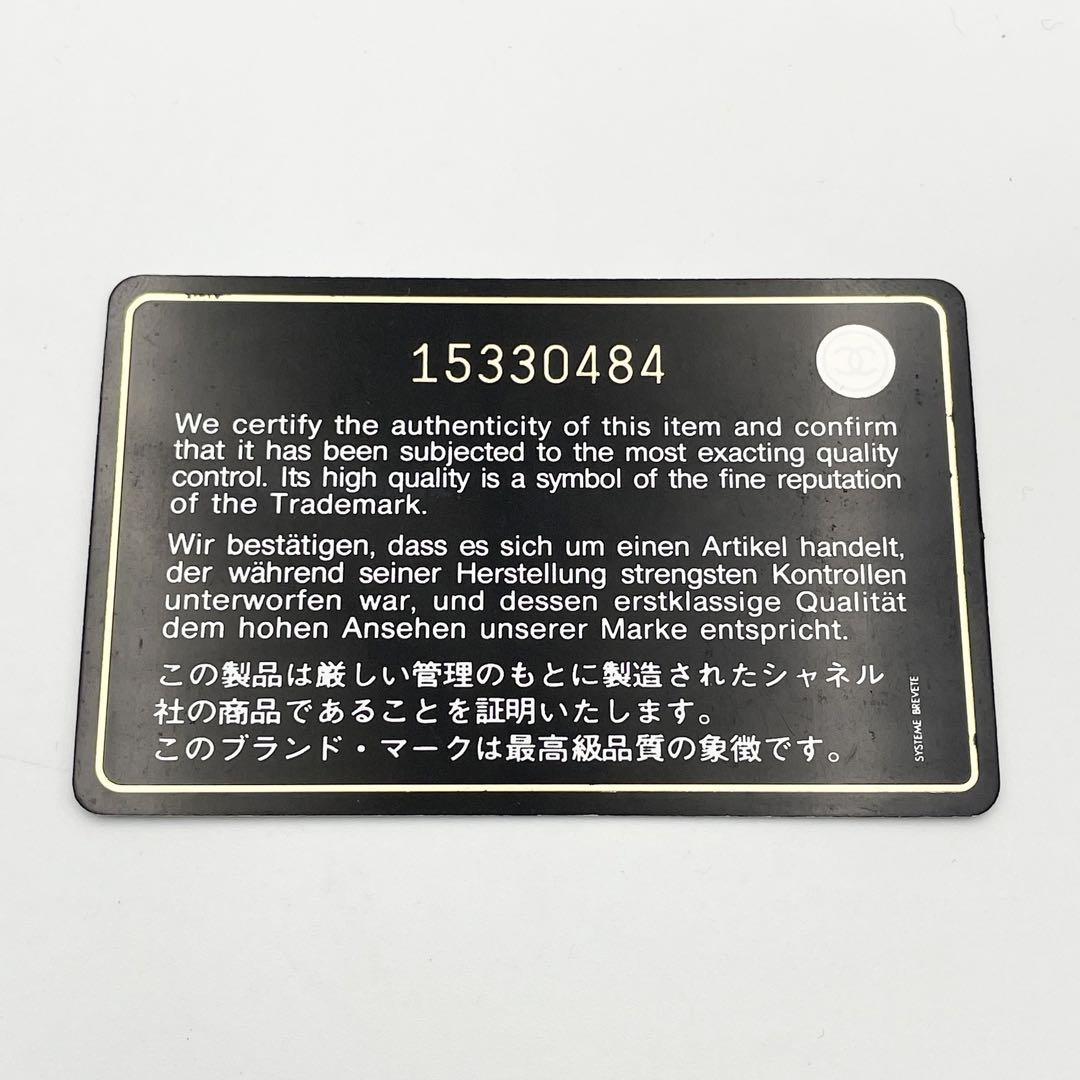 15330484
We certify the authenticity of this item and confirm
that it has been subjected to the most exacting quality
control. Its high quality is a symbol of the fine reputation
of the Trademark.
Wir bestätigen, dass es sich um einen Artikel handelt,
der während seiner Herstellung strengsten Kontrollen
unterworfen war, und dessen erstklassige Qualität
dem hohen Ansehen unserer Marke entspricht.
この製品は厳しい管理のもとに製造されたシャネル
社の商品であることを証明いたします。
このブランド・マークは最高級品質の象徴です。
SYSTEME BREVETE